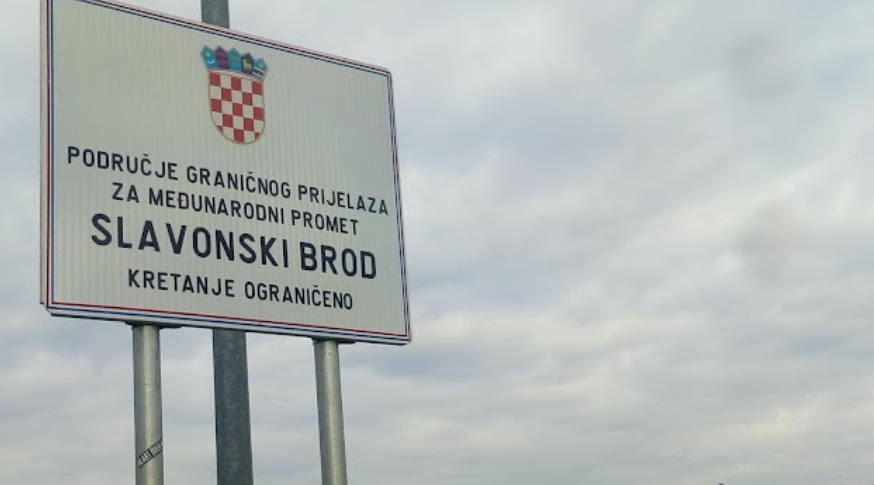 PODRUČJE GRANIČNOG PRIJELAZA
ZA MEĐUNARODNI PROMET
SLAVONSKI BROD
KRETANJE OGRANIČENO